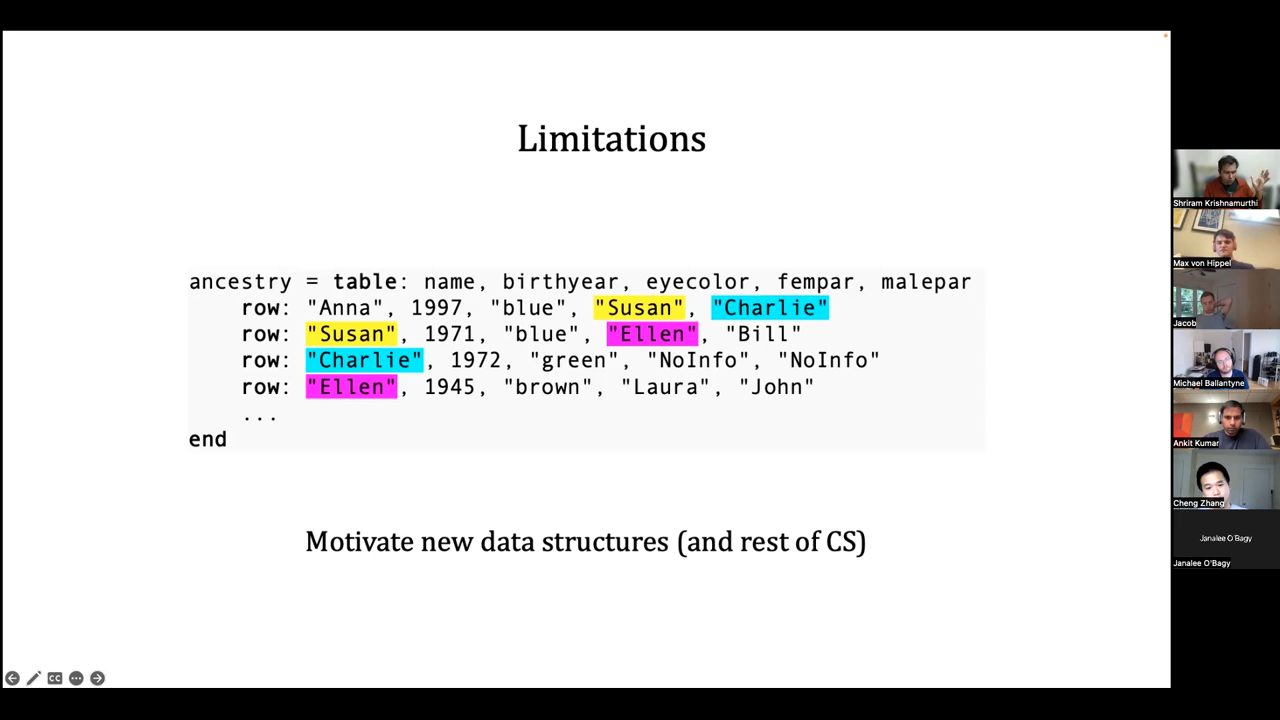 Limitations
ancestry = table: name, birthyear, eyecolor, fempar, malepar
row: "Anna", 1997, "blue", "Susan", "Charlie"
row: "Susan", 1971, "blue", "Ellen", "Bill"
row: "Charlie", 1972, "green", "NoInfo", "NoInfo"
row: "Ellen", 1945, "brown", "Laura", "John"
...
end
Motivate new data structures (and rest of CS)
CC
Shriram Krishnamurthi
Max von Hippel
Jacob
Michael Ballantyne
Ankit Kumar
Cheng Zhang
Janalee O'Bagy
Janalee O'Bagy